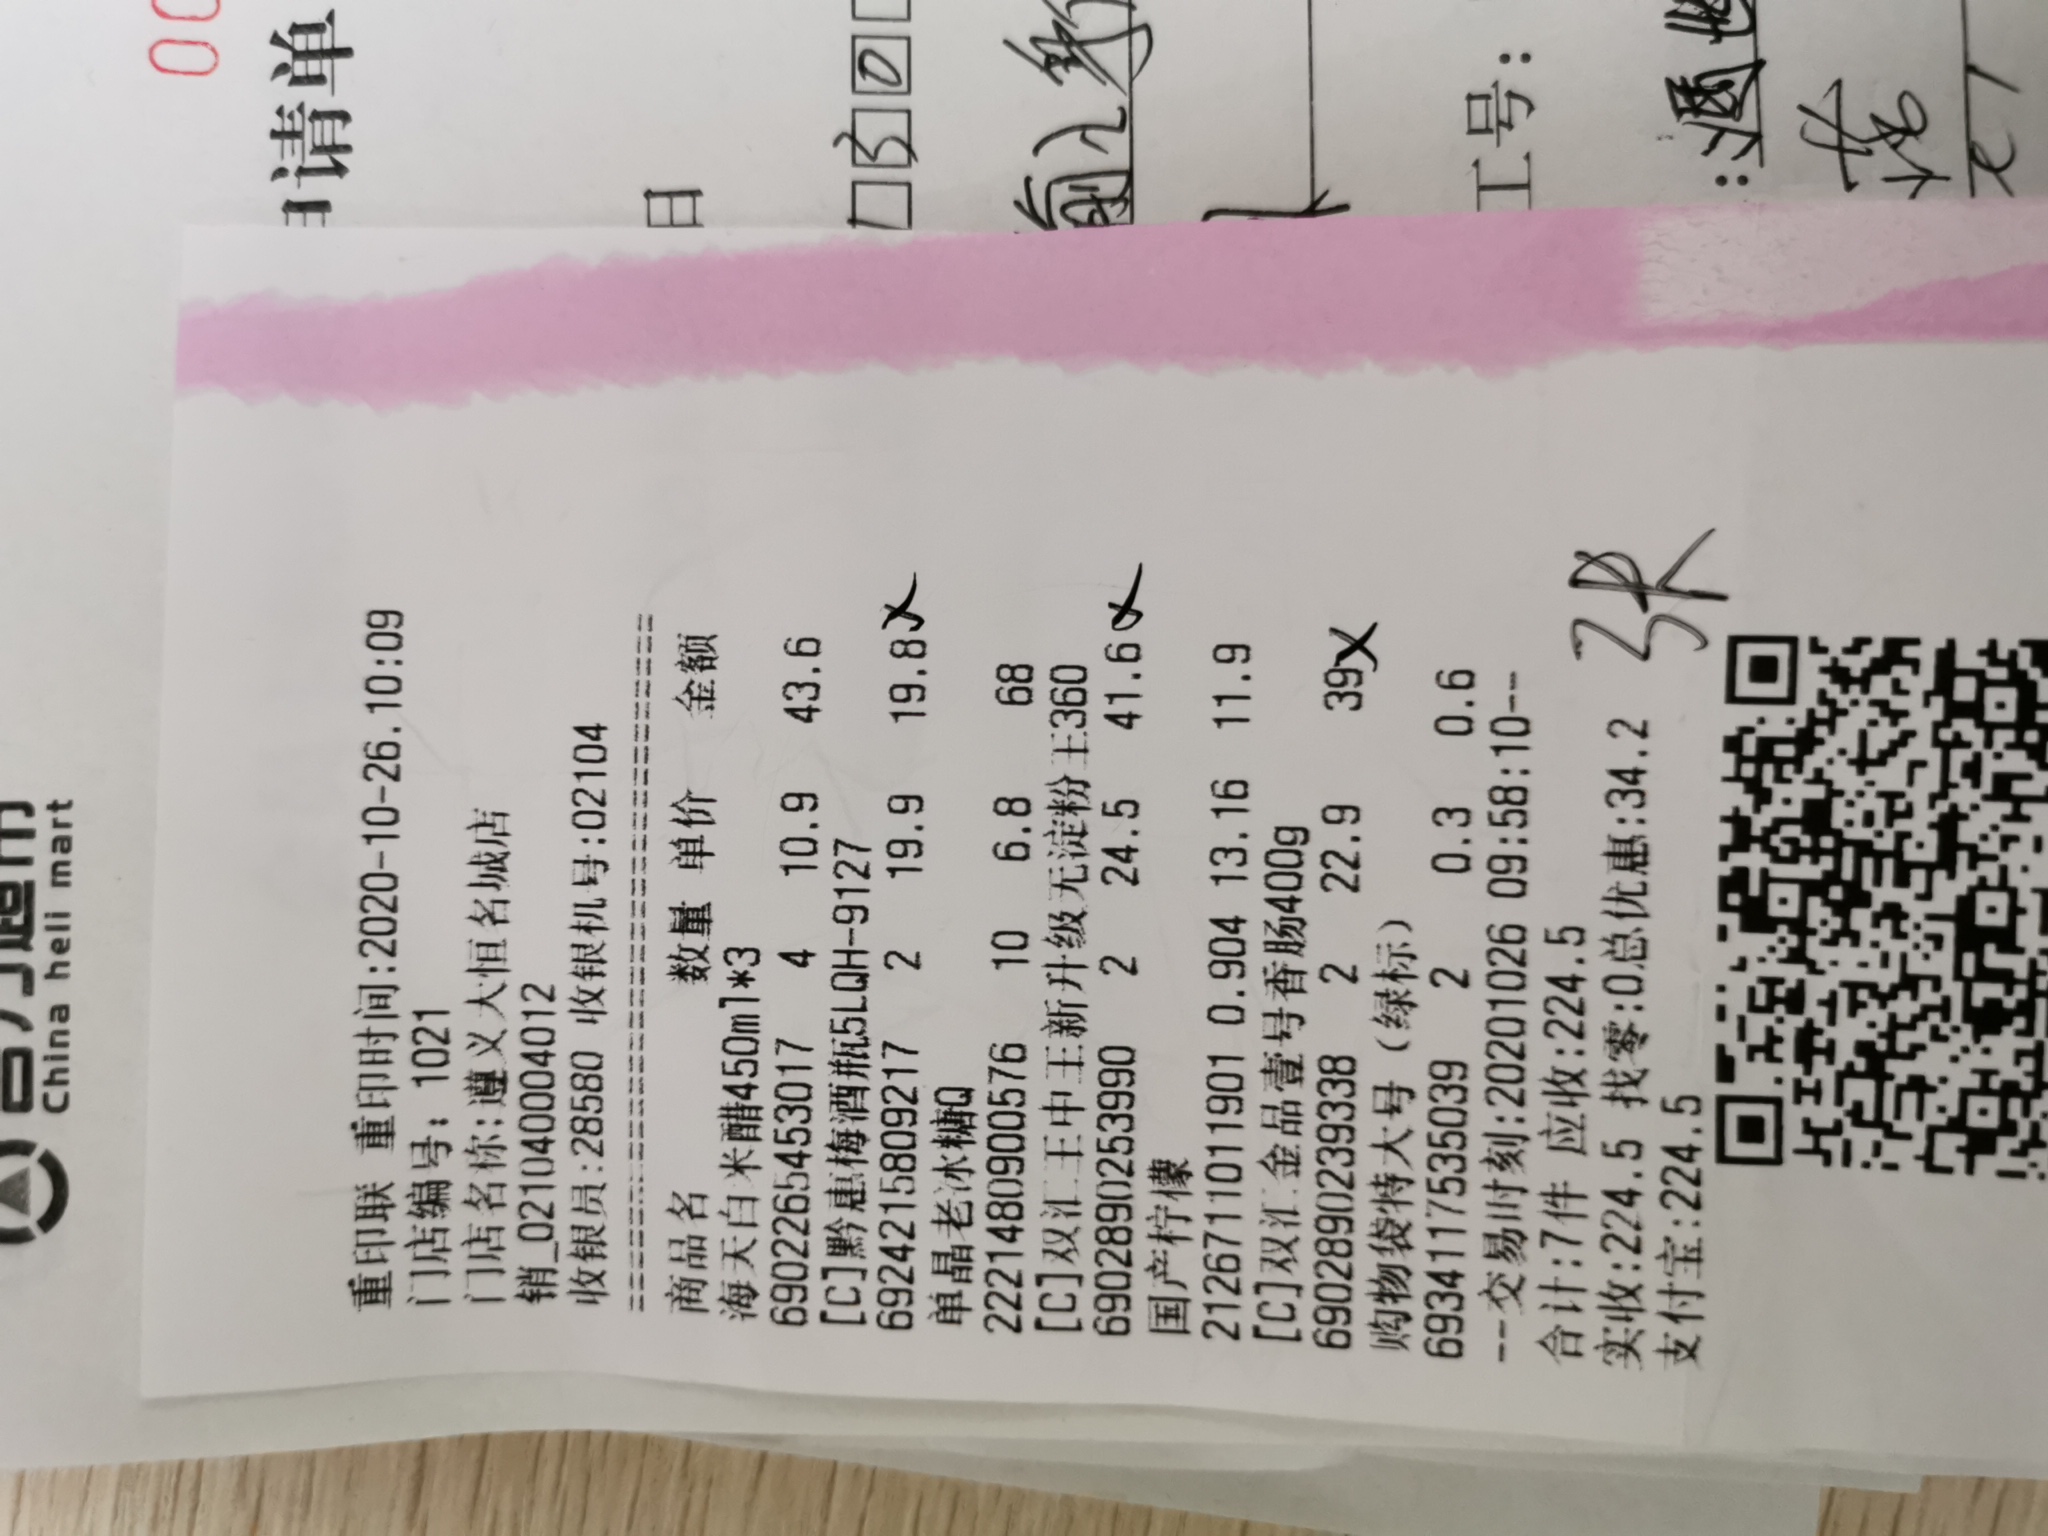 合力超市
China heli mart
请单
日
工号:
重印联 重印时间:2020-10-26.10:09
门店编号: 1021
门店名称:遵义大恒名城店
销_021040004012
收银员:28580 收银机号:02104
商品名 数量 单价 金额
海天白米醋450ml*3
6902265453017 4 10.9 43.6
[C]黔惠梅酒瓶5LQH-9127
6924215809217 2 19.9 19.8x
单晶老冰糖Q
2221480900576 10 6.8 68
[C]双汇王中王新升级无淀粉王360
6902890253990 2 24.5 41.6x
国产柠檬
2126711011901 0.904 13.16 11.9
[C]双汇金品壹号香肠400g
6902890239338 2 22.9 39x
购物袋特大号(绿标)
6934117535039 2 0.3 0.6
--交易时刻:20201026 09:58:10--
合计:7件 应收:224.5
实收:224.5 找零:0总优惠:34.2
支付宝:224.5
3R